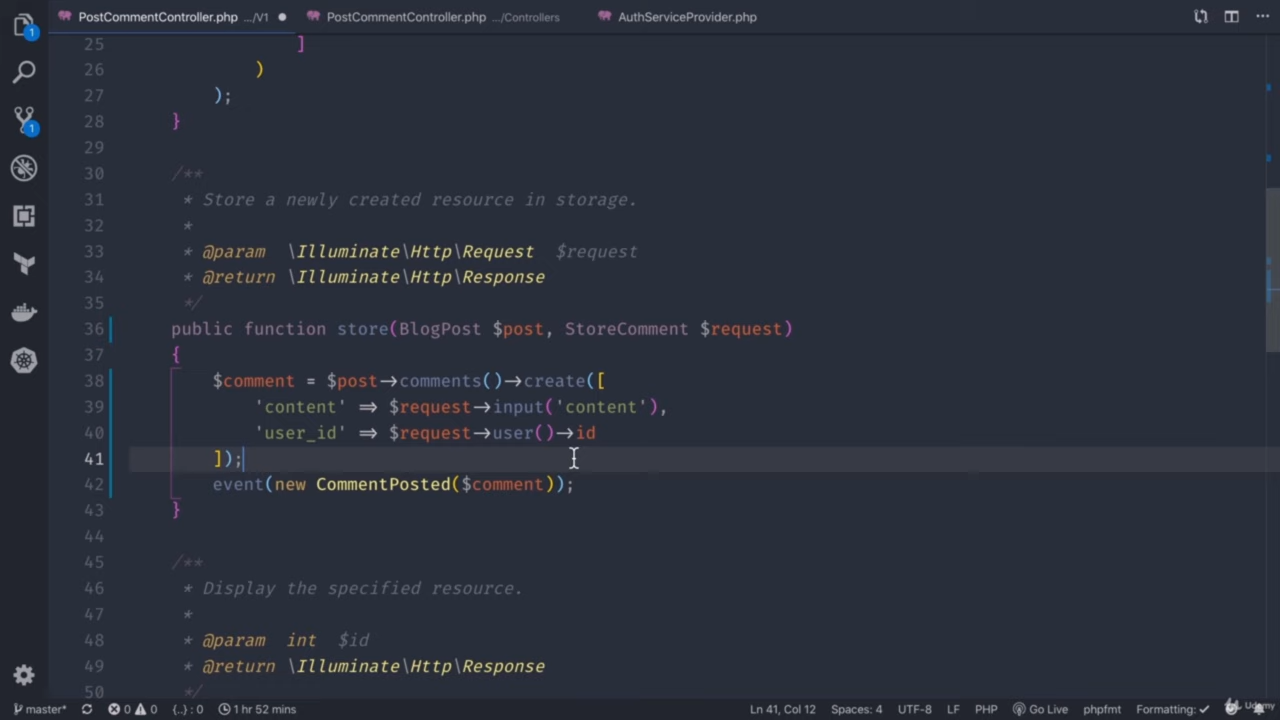 PostCommentController.php .../V1 PostCommentController.php .../Controllers AuthServiceProvider.php
25 ]
26 )
27 );
28 }
29
30 /**
31 * Store a newly created resource in storage.
32 *
33 * @param \Illuminate\Http\Request $request
34 * @return \Illuminate\Http\Response
35 */
36 public function store(BlogPost $post, StoreComment $request)
37 {
38 $comment = $post->comments()->create([
39 'content' => $request->input('content'),
40 'user_id' => $request->user()->id
41 ]);
42 event(new CommentPosted($comment));
43 }
44
45 /**
46 * Display the specified resource.
47 *
48 * @param int $id
49 * @return \Illuminate\Http\Response
50 */
1
1
master* 0 0 {..} : 0 1 hr 52 mins Ln 41, Col 12 Spaces: 4 UTF-8 LF PHP Go Live phpfmt Formatting: ✓
Udemy